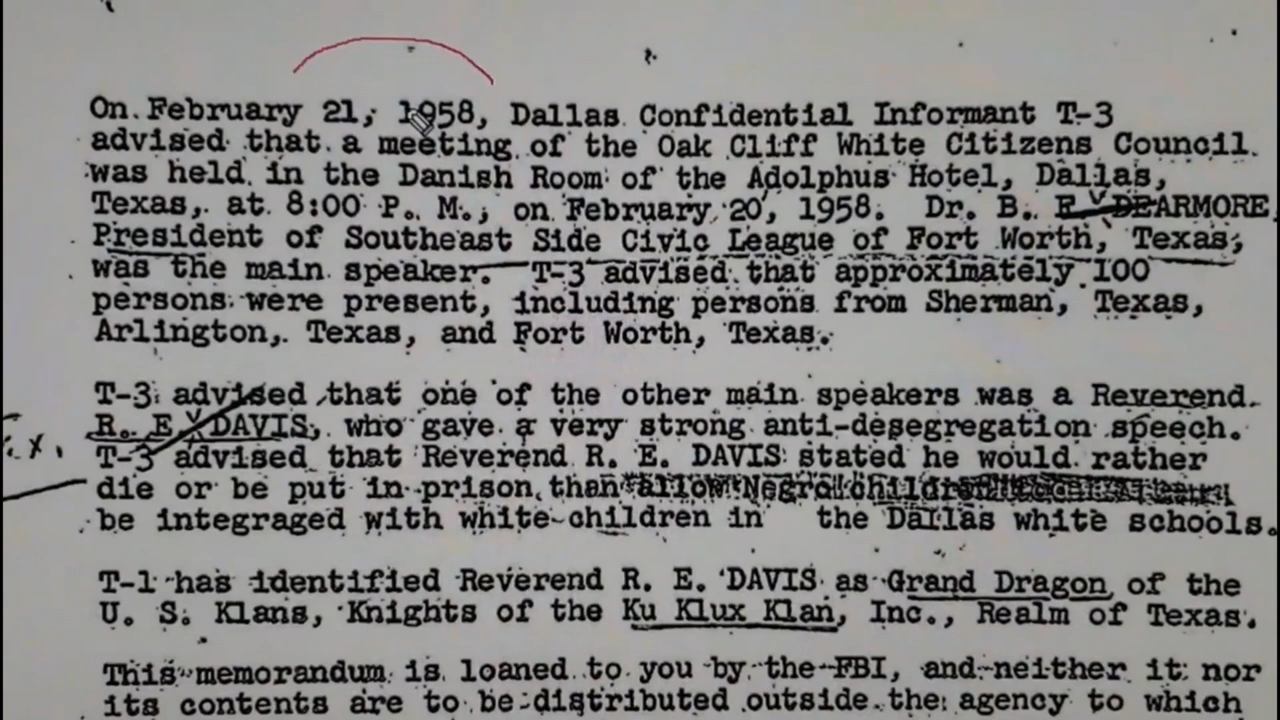 On February 21, 1958, Dallas Confidential Informant T-3
advised that a meeting of the Oak Cliff White Citizens Council
was held in the Danish Room of the Adolphus Hotel, Dallas,
Texas, at 8:00 P. M., on February 20, 1958. Dr. B. E. DEARMORE
President of Southeast Side Civic League of Fort Worth, Texas,
was the main speaker. T-3 advised that approximately 100
persons were present, including persons from Sherman, Texas,
Arlington, Texas, and Fort Worth, Texas.
T-3 advised that one of the other main speakers was a Reverend
R. E. DAVIS, who gave a very strong anti-desegregation speech.
T-3 advised that Reverend R. E. DAVIS stated he would rather
die or be put in prison than allow Negro children
be integraged with white children in the Dallas white schools.
T-1 has identified Reverend R. E. DAVIS as Grand Dragon of the
U. S. Klans, Knights of the Ku Klux Klan, Inc., Realm of Texas.
This memorandum is loaned to you by the FBI, and neither it nor
its contents are to be distributed outside the agency to which